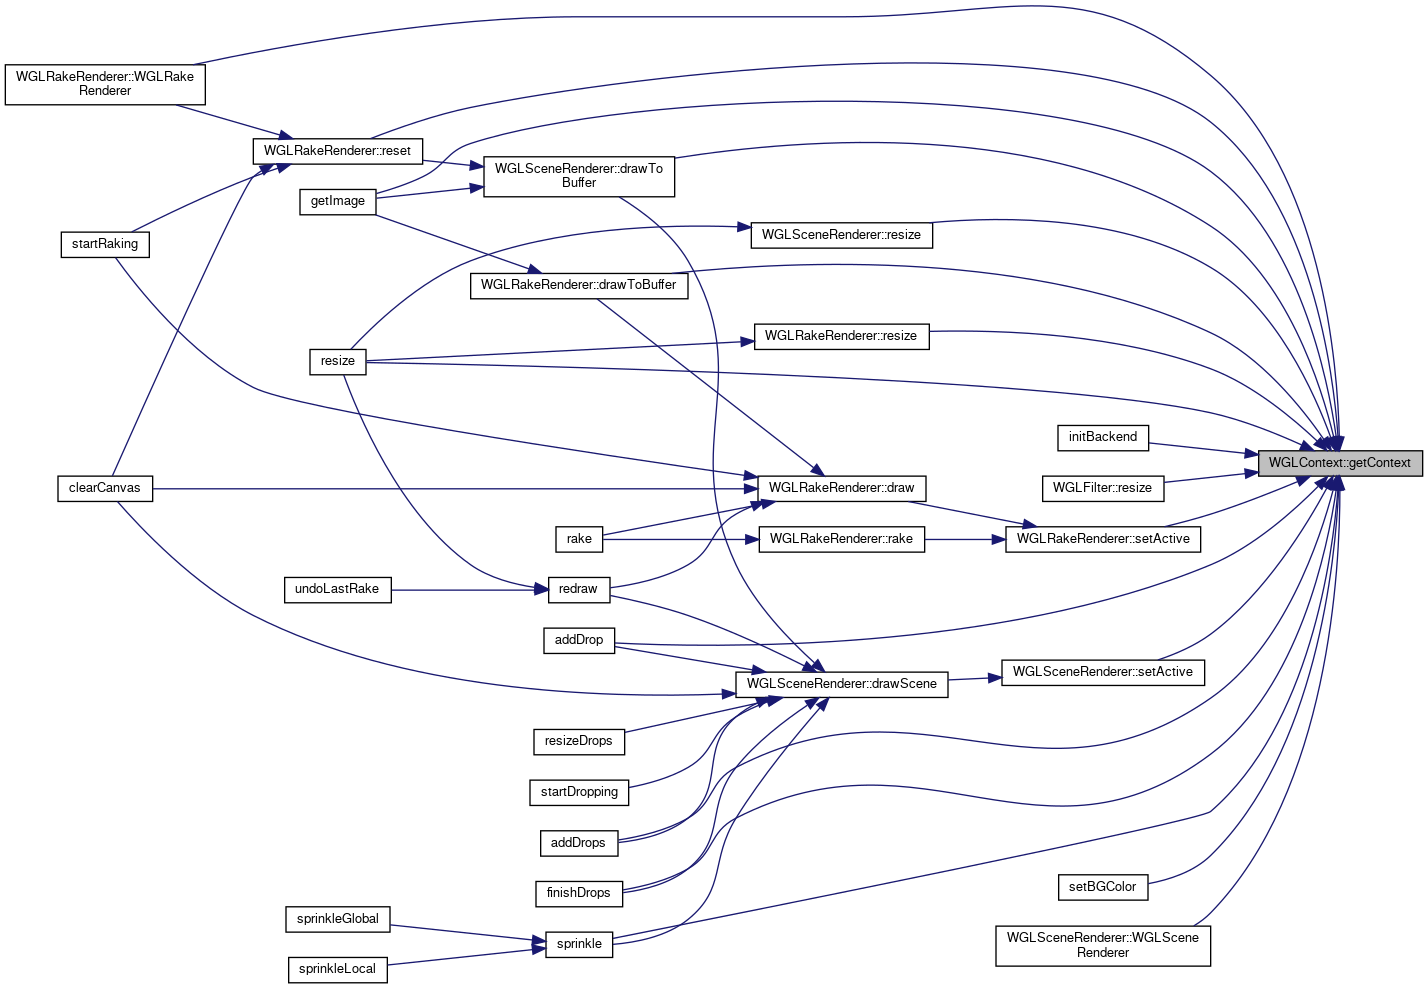 WGLRakeRenderer::WGLRake
Renderer
WGLRakeRenderer::reset
WGLSceneRenderer::drawTo
Buffer
getImage
startRaking
WGLSceneRenderer::resize
WGLRakeRenderer::drawToBuffer
WGLRakeRenderer::resize
resize
initBackend
WGLContext::getContext
clearCanvas
WGLRakeRenderer::draw
WGLFilter::resize
rake
WGLRakeRenderer::rake
WGLRakeRenderer::setActive
undoLastRake
redraw
addDrop
WGLSceneRenderer::drawScene
WGLSceneRenderer::setActive
resizeDrops
startDropping
addDrops
finishDrops
setBGColor
sprinkleGlobal
sprinkle
WGLSceneRenderer::WGLScene
Renderer
sprinkleLocal